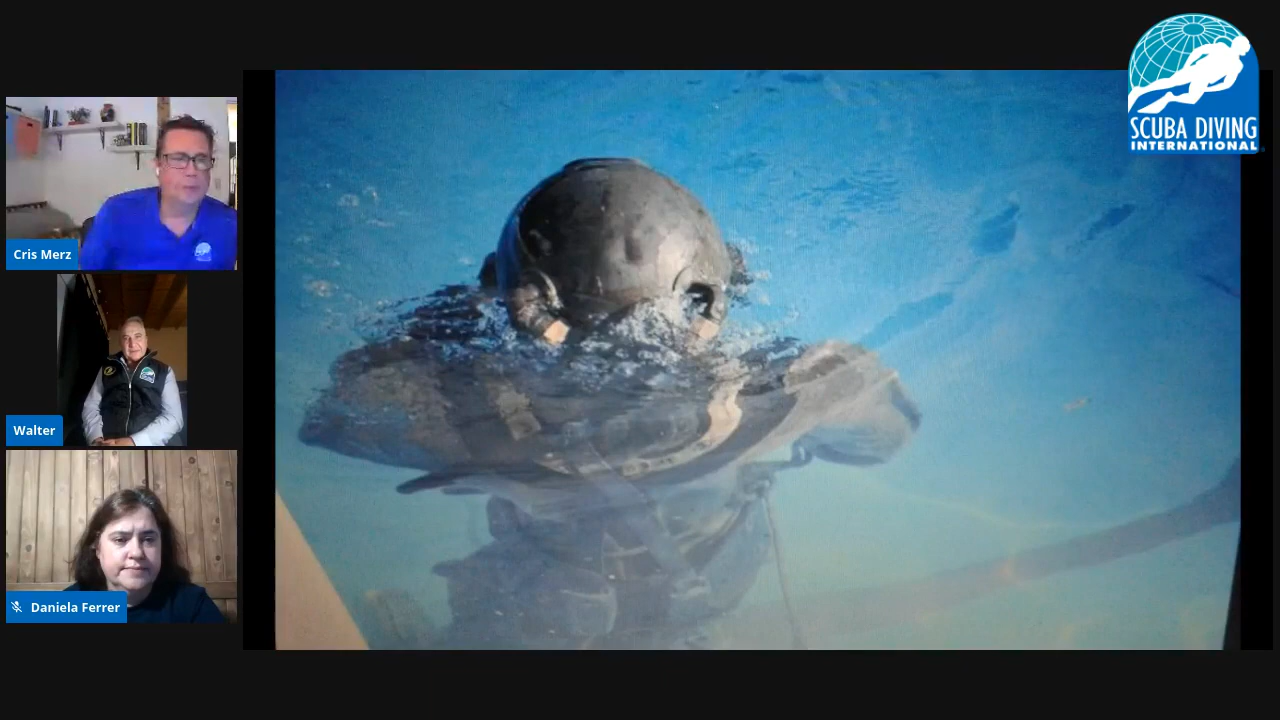 SCUBA DIVING
INTERNATIONAL
Cris Merz
Walter
Daniela Ferrer